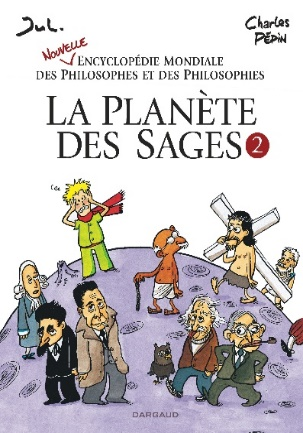 JUL.
Charles
PÉPIN
NOUVELLE
ENCYCLOPÉDIE MONDIALE
DES PHILOSOPHES ET DES PHILOSOPHIES
LA PLANÈTE
DES SAGES 2
DARGAUD